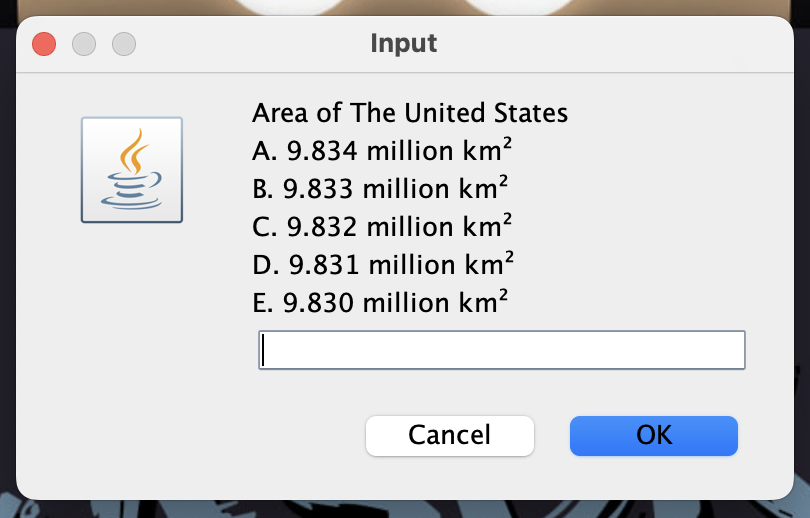 Input
Area of The United States
A. 9.834 million km²
B. 9.833 million km²
C. 9.832 million km²
D. 9.831 million km²
E. 9.830 million km²
Cancel
OK